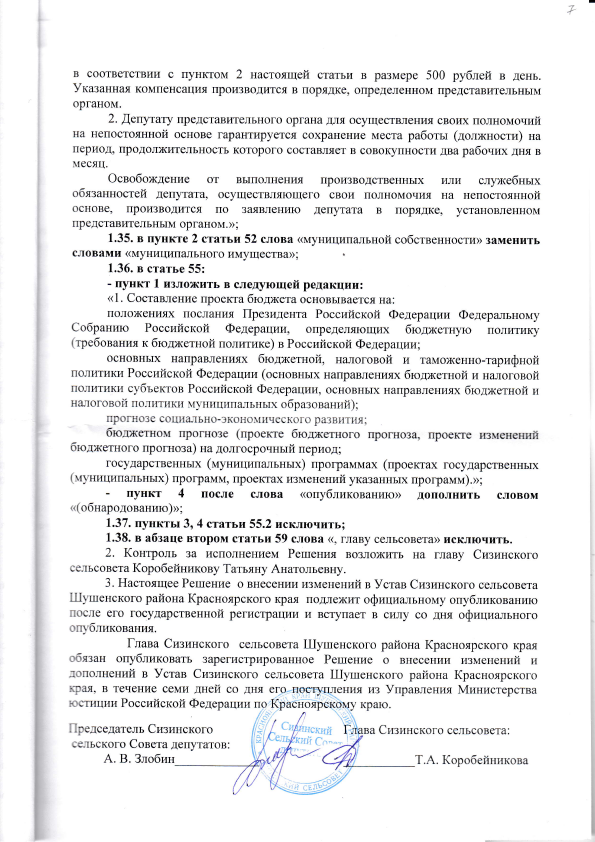 7
в соответствии с пунктом 2 настоящей статьи в размере 500 рублей в день.
Указанная компенсация производится в порядке, определенном представительным
органом.
2. Депутату представительного органа для осуществления своих полномочий
на непостоянной основе гарантируется сохранение места работы (должности) на
период, продолжительность которого составляет в совокупности два рабочих дня в
месяц.
Освобождение от выполнения производственных или служебных
обязанностей депутата, осуществляющего свои полномочия на непостоянной
основе, производится по заявлению депутата в порядке, установленном
представительным органом.»;
1.35. в пункте 2 статьи 52 слова «муниципальной собственности» заменить
словами «муниципального имущества»;
1.36. в статье 55:
- пункт 1 изложить в следующей редакции:
«1. Составление проекта бюджета основывается на:
положениях послания Президента Российской Федерации Федеральному
Собранию Российской Федерации, определяющих бюджетную политику
(требования к бюджетной политике) в Российской Федерации;
основных направлениях бюджетной, налоговой и таможенно-тарифной
политики Российской Федерации (основных направлениях бюджетной и налоговой
политики субъектов Российской Федерации, основных направлениях бюджетной и
налоговой политики муниципальных образований);
прогнозе социально-экономического развития;
бюджетном прогнозе (проекте бюджетного прогноза, проекте изменений
бюджетного прогноза) на долгосрочный период;
государственных (муниципальных) программах (проектах государственных
(муниципальных) программ, проектах изменений указанных программ).»;
- пункт 4 после слова «опубликованию» дополнить словом
«(обнародованию)»;
1.37. пункты 3, 4 статьи 55.2 исключить;
1.38. в абзаце втором статьи 59 слова «, главу сельсовета» исключить.
2. Контроль за исполнением Решения возложить на главу Сизинского
сельсовета Коробейникову Татьяну Анатольевну.
3. Настоящее Решение о внесении изменений в Устав Сизинского сельсовета
Шушенского района Красноярского края подлежит официальному опубликованию
после его государственной регистрации и вступает в силу со дня официального
опубликования.
Глава Сизинского сельсовета Шушенского района Красноярского края
обязан опубликовать зарегистрированное Решение о внесении изменений и
дополнений в Устав Сизинского сельсовета Шушенского района Красноярского
края, в течение семи дней со дня его поступления из Управления Министерства
юстиции Российской Федерации по Красноярскому краю.
Председатель Сизинского Глава Сизинского сельсовета:
сельского Совета депутатов:
Сизинский
Сельский Совет
А. В. Злобин Т.А. Коробейникова